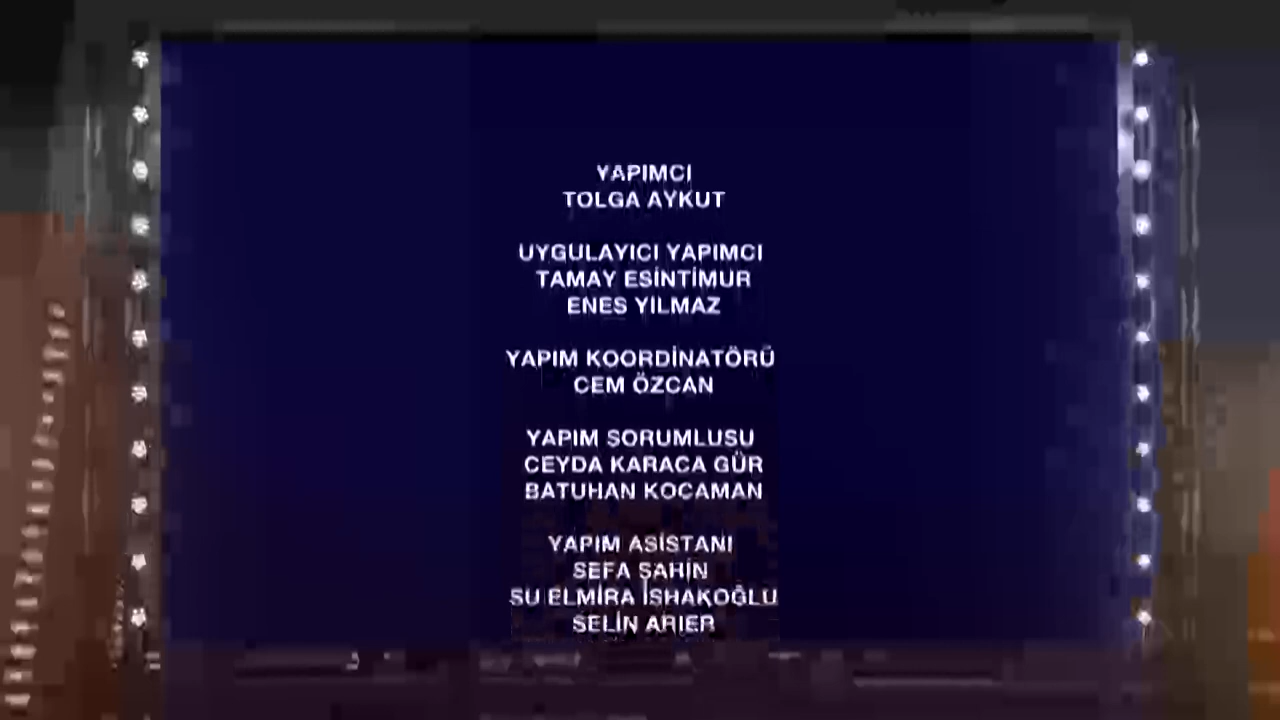 YAPIMCI
TOLGA AYKUT
UYGULAYICI YAPIMCI
TAMAY ESİNTİMUR
ENES YILMAZ
YAPIM KOORDİNATÖRÜ
CEM ÖZCAN
YAPIM SORUMLUSU
CEYDA KARACA GÜR
BATUHAN KOCAMAN
YAPIM ASİSTANI
SEFA ŞAHİN
SU ELMİRA İSHAKOĞLU
SELİN ARIER